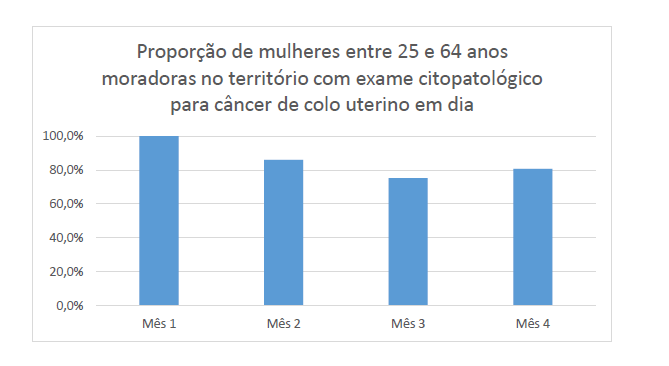 Proporção de mulheres entre 25 e 64 anos
moradoras no território com exame citopatológico
para câncer de colo uterino em dia
100,0%
80,0%
60,0%
40,0%
20,0%
0,0%
Mês 1 Mês 2 Mês 3 Mês 4